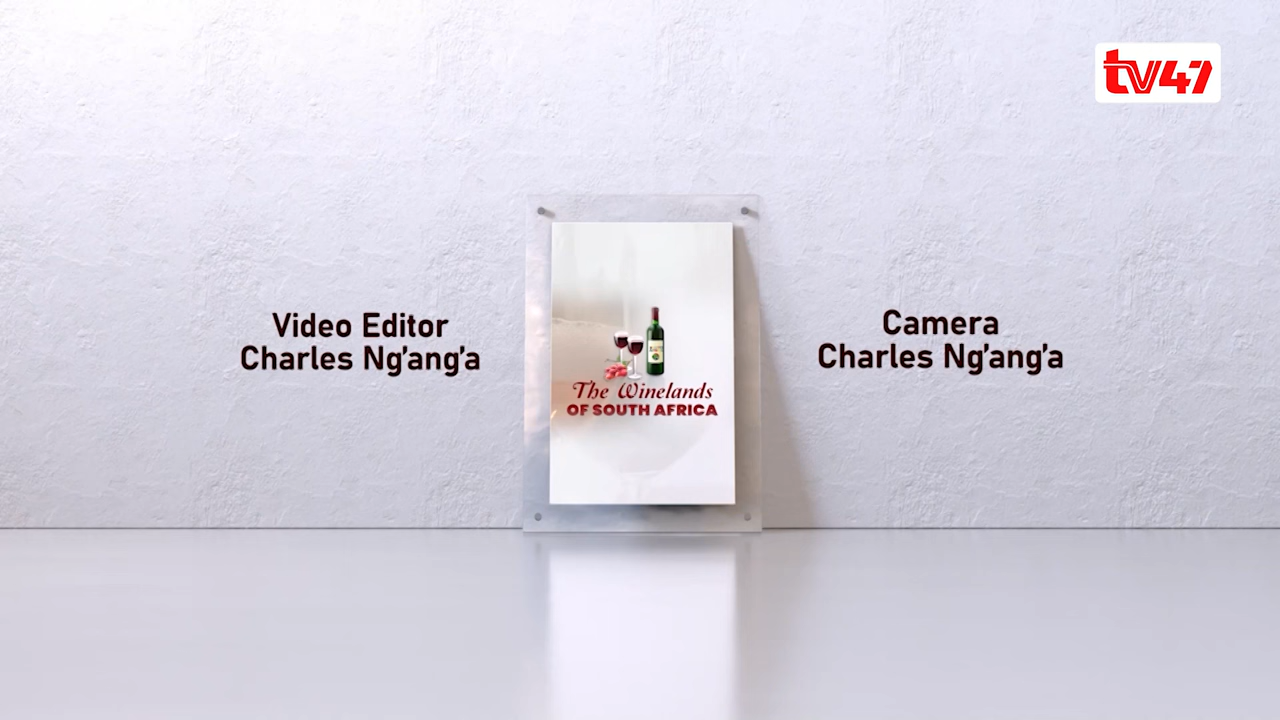 tv47
Video Editor
Charles Ng'ang'a
The Winelands
OF SOUTH AFRICA
Camera
Charles Ng'ang'a